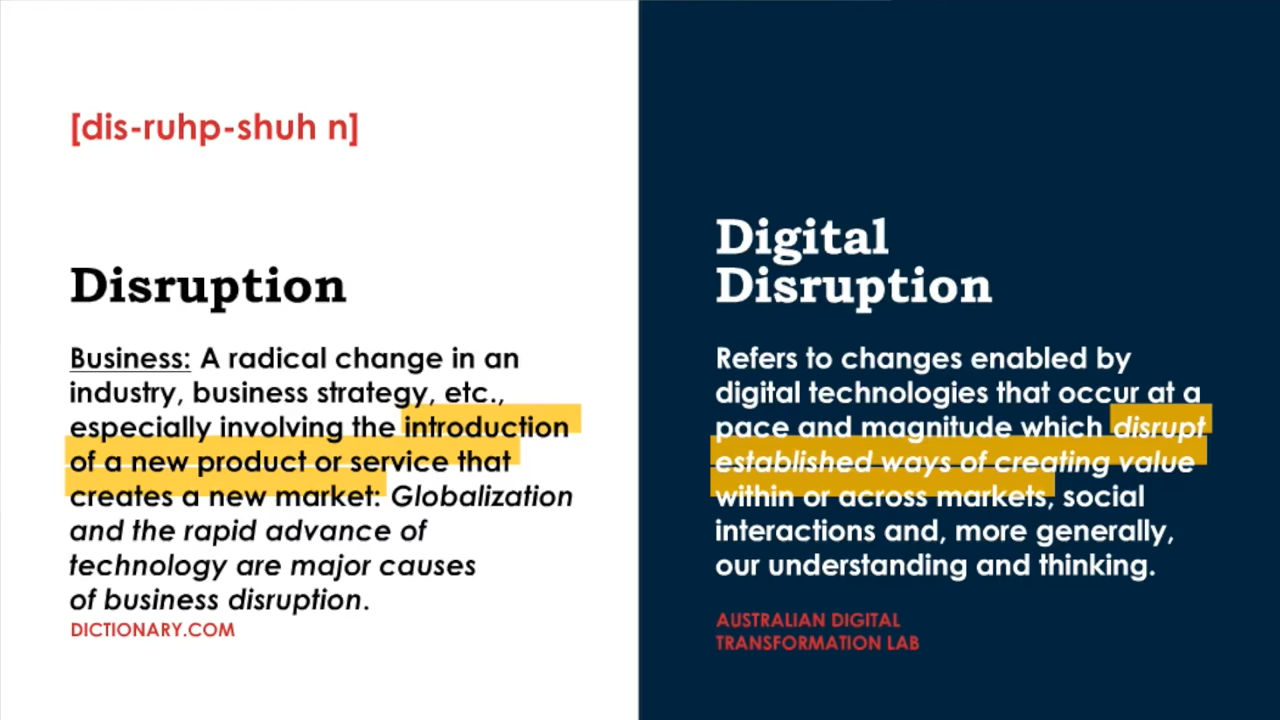 [dis-ruhp-shuh n]
Disruption
Business: A radical change in an
industry, business strategy, etc.,
especially involving the introduction
of a new product or service that
creates a new market: Globalization
and the rapid advance of
technology are major causes
of business disruption.
DICTIONARY.COM
Digital
Disruption
Refers to changes enabled by
digital technologies that occur at a
pace and magnitude which disrupt
established ways of creating value
within or across markets, social
interactions and, more generally,
our understanding and thinking.
AUSTRALIAN DIGITAL
TRANSFORMATION LAB